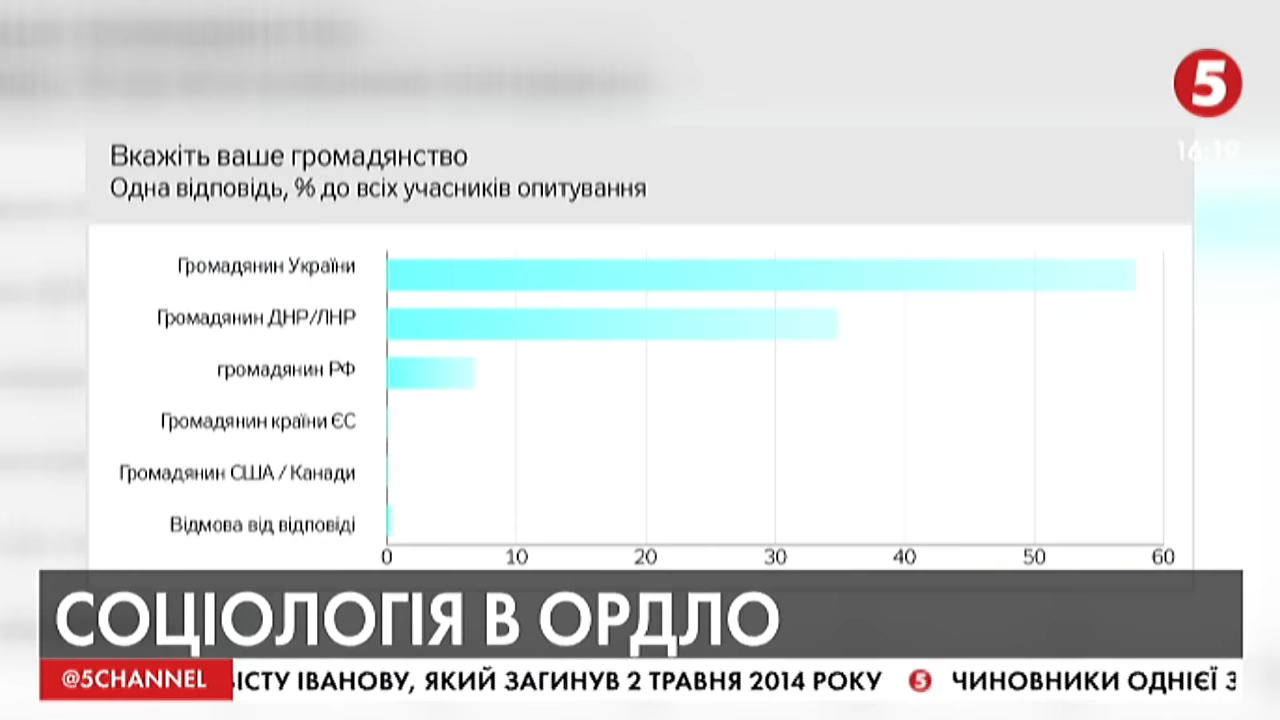 5
16:19
Вкажіть ваше громадянство
Одна відповідь, % до всіх учасників опитування
Громадянин України
Громадянин ДНР/ЛНР
громадянин РФ
Громадянин країни ЄС
Громадянин США / Канади
Відмова від відповіді
0 10 20 30 40 50 60
СОЦІОЛОГІЯ В ОРДЛО
@5CHANNEL ІСТУ ІВАНОВУ, ЯКИЙ ЗАГИНУВ 2 ТРАВНЯ 2014 РОКУ 5 ЧИНОВНИКИ ОДНІЄЇ З